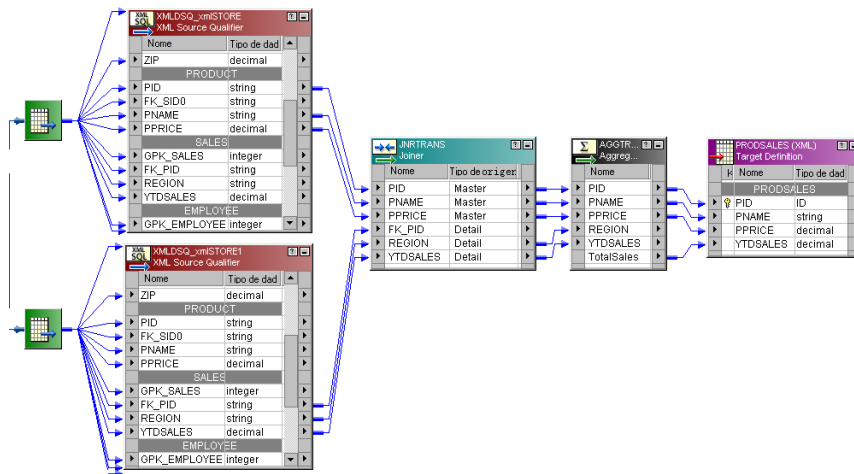 XML SQL XMLDSQ_xmlSTORE
XML Source Qualifier
Nome Tipo de dad
ZIP decimal
PRODUCT
PID string
FK_SID0 string
PNAME string
PPRICE decimal
SALES
GPK_SALES integer
FK_PID string
REGION string
YTDSALES decimal
EMPLOYEE
GPK_EMPLOYEE integer
XML SQL XMLDSQ_xmlSTORE1
XML Source Qualifier
Nome Tipo de dad
ZIP decimal
PRODUCT
PID string
FK_SID0 string
PNAME string
PPRICE decimal
SALES
GPK_SALES integer
FK_PID string
REGION string
YTDSALES decimal
EMPLOYEE
GPK_EMPLOYEE integer
JNRTRANS
Joiner
Nome Tipo de origer
PID Master
PNAME Master
PPRICE Master
FK_PID Detail
REGION Detail
YTDSALES Detail
Σ AGGTR...
Aggreg...
Nome
PID
PNAME
PPRICE
REGION
YTDSALES
TotalSales
PRODSALES (XML)
Target Definition
K Nome Tipo de dad
PRODSALES
PID ID
PNAME string
PPRICE decimal
YTDSALES decimal